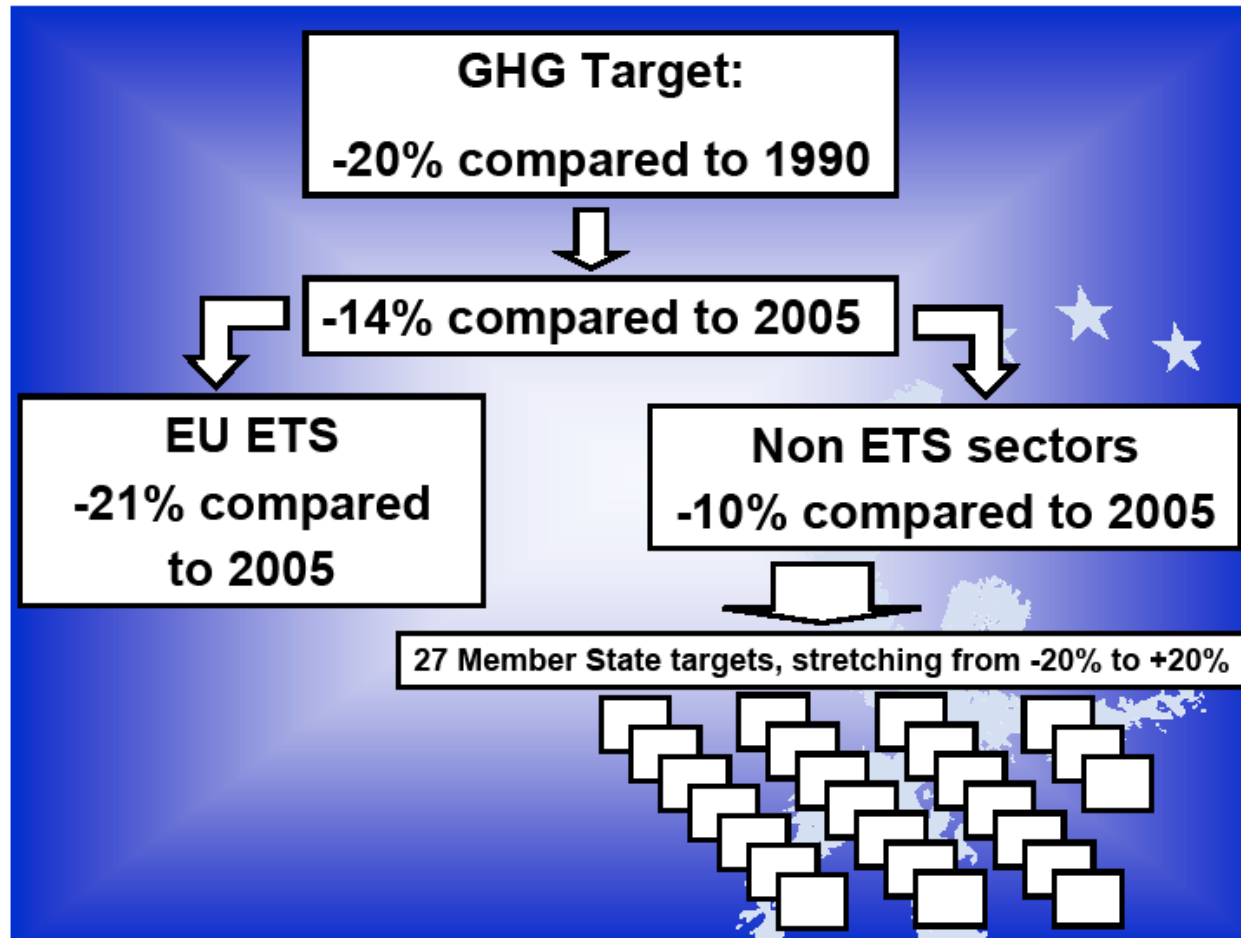 GHG Target:
-20% compared to 1990
-14% compared to 2005
EU ETS
-21% compared
to 2005
Non ETS sectors
-10% compared to 2005
27 Member State targets, stretching from -20% to +20%